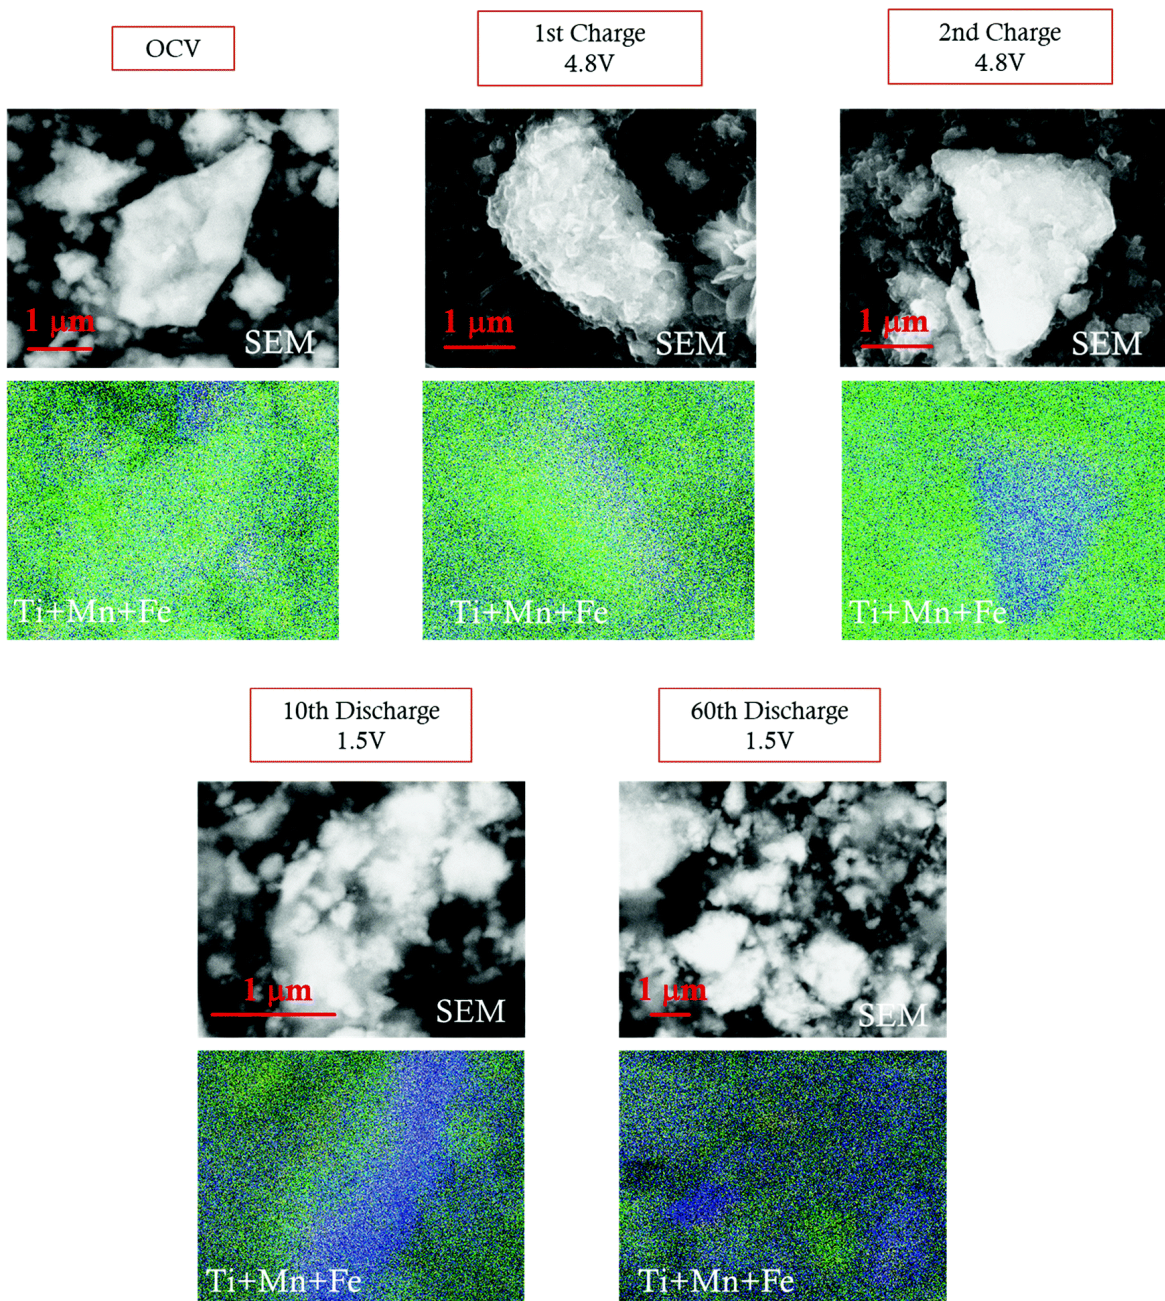 OCV
1st Charge
4.8V
2nd Charge
4.8V
1 μm
SEM
1 μm
SEM
1 μm
SEM
Ti+Mn+Fe
Ti+Mn+Fe
Ti+Mn+Fe
10th Discharge
1.5V
60th Discharge
1.5V
1 μm
SEM
1 μm
SEM
Ti+Mn+Fe
Ti+Mn+Fe